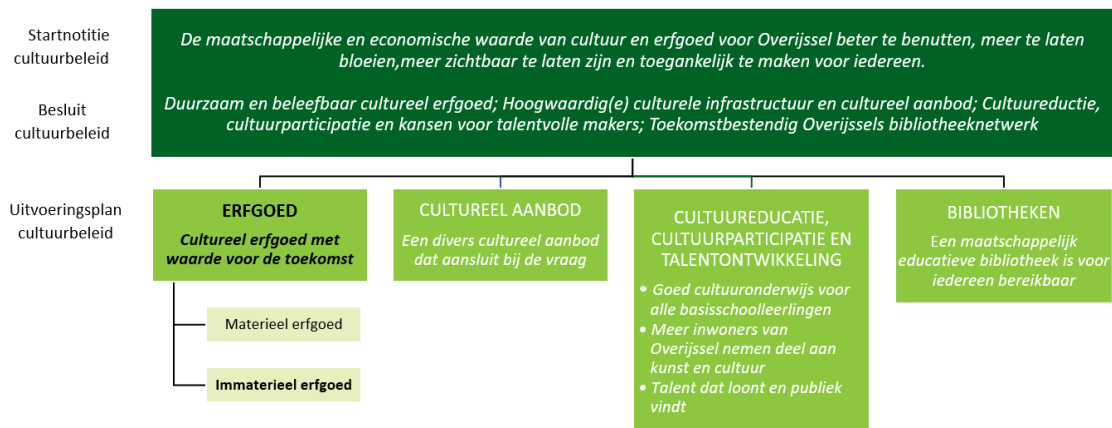 Startnotitie
cultuurbeleid
De maatschappelijke en economische waarde van cultuur en erfgoed voor Overijssel beter te benutten, meer te laten
bloeien,meer zichtbaar te laten zijn en toegankelijk te maken voor iedereen.
Besluit
cultuurbeleid
Duurzaam en beleefbaar cultureel erfgoed; Hoogwaardig(e) culturele infrastructuur en cultureel aanbod; Cultuureductie,
cultuurparticipatie en kansen voor talentvolle makers; Toekomstbestendig Overijssels bibliotheeknetwerk
Uitvoeringsplan
cultuurbeleid
ERFGOED
Cultureel erfgoed met
waarde voor de toekomst
Materieel erfgoed
Immaterieel erfgoed
CULTUREEL AANBOD
Een divers cultureel aanbod
dat aansluit bij de vraag
CULTUUREDUCATIE,
CULTUURPARTICIPATIE EN
TALENTONTWIKKELING
• Goed cultuuronderwijs voor
alle basisschoolleerlingen
• Meer inwoners van
Overijssel nemen deel aan
kunst en cultuur
• Talent dat loont en publiek
vindt
BIBLIOTHEKEN
Een maatschappelijk
educatieve bibliotheek is voor
iedereen bereikbaar